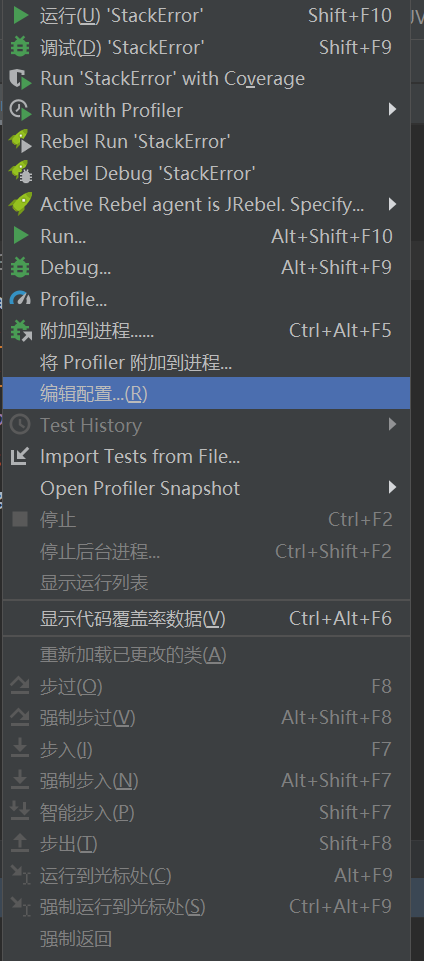 运行(U) 'StackError' Shift+F10
调试(D) 'StackError' Shift+F9
Run 'StackError' with Coverage
Run with Profiler
Rebel Run 'StackError'
Rebel Debug 'StackError'
Active Rebel agent is JRebel. Specify...
Run... Alt+Shift+F10
Debug... Alt+Shift+F9
Profile...
附加到进程...... Ctrl+Alt+F5
将 Profiler 附加到进程...
编辑配置...(R)
Test History
Import Tests from File...
Open Profiler Snapshot
停止 Ctrl+F2
停止后台进程... Ctrl+Shift+F2
显示运行列表
显示代码覆盖率数据(V) Ctrl+Alt+F6
重新加载已更改的类(A)
步过(O) F8
强制步过(V) Alt+Shift+F8
步入(I) F7
强制步入(N) Alt+Shift+F7
智能步入(P) Shift+F7
步出(T) Shift+F8
运行到光标处(C) Alt+F9
强制运行到光标处(S) Ctrl+Alt+F9
强制返回